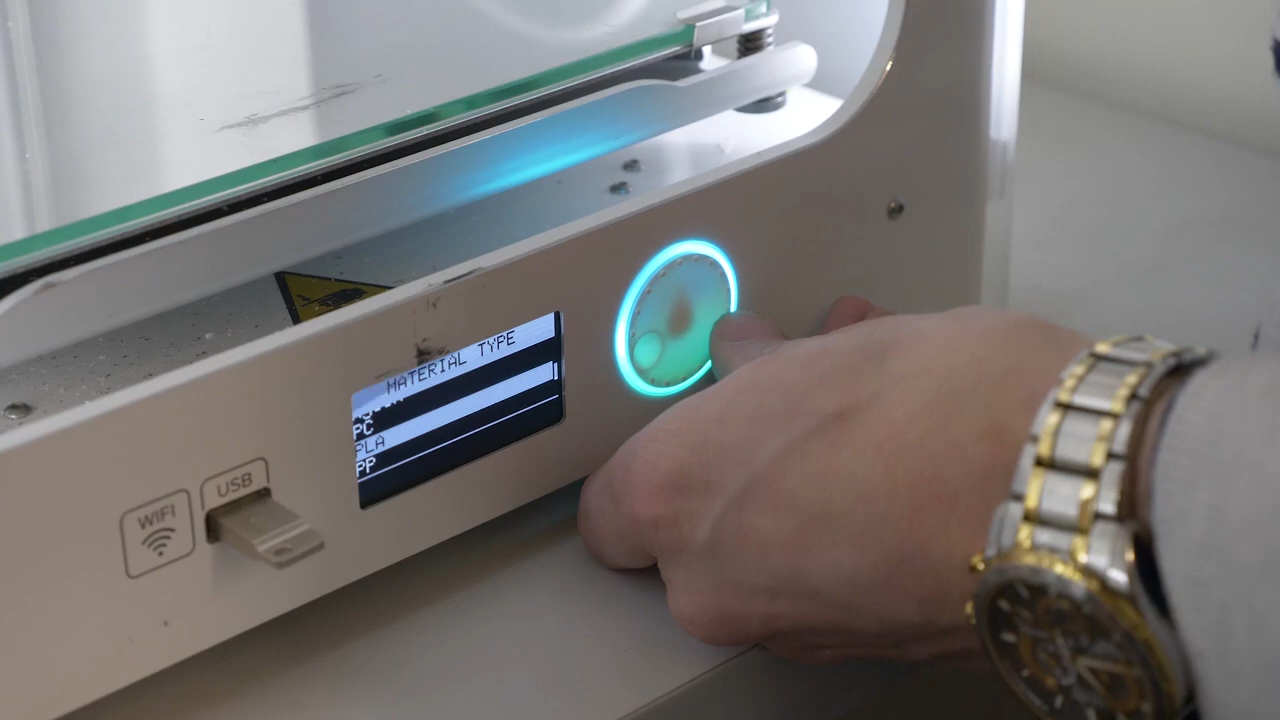 MATERIAL TYPE
PC
PLA
PP
USB
WIFI